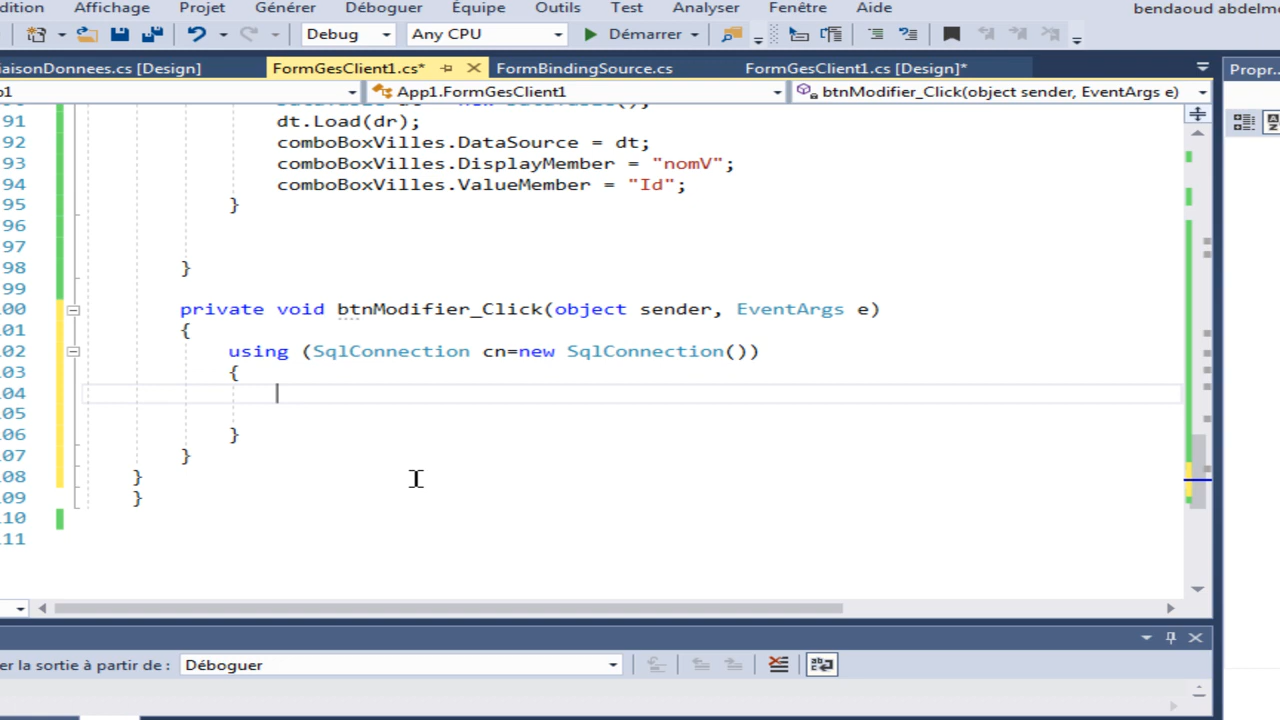 dition Affichage Projet Générer Déboguer Équipe Outils Test Analyser Fenêtre Aide bendaoud abdelm
Debug Any CPU Démarrer
iaisonDonnees.cs [Design] FormGesClient1.cs* FormBindingSource.cs FormGesClient1.cs [Design]* Propr..
p1 App1.FormGesClient1 btnModifier_Click(object sender, EventArgs e)
91 dt.Load(dr);
92 comboBoxVilles.DataSource = dt;
93 comboBoxVilles.DisplayMember = "nomV";
94 comboBoxVilles.ValueMember = "Id";
95 }
96
97
98 }
99
00 private void btnModifier_Click(object sender, EventArgs e)
01 {
02 using (SqlConnection cn=new SqlConnection())
03 {
04
05
06 }
07 }
08 }
09 }
10
11
er la sortie à partir de : Déboguer